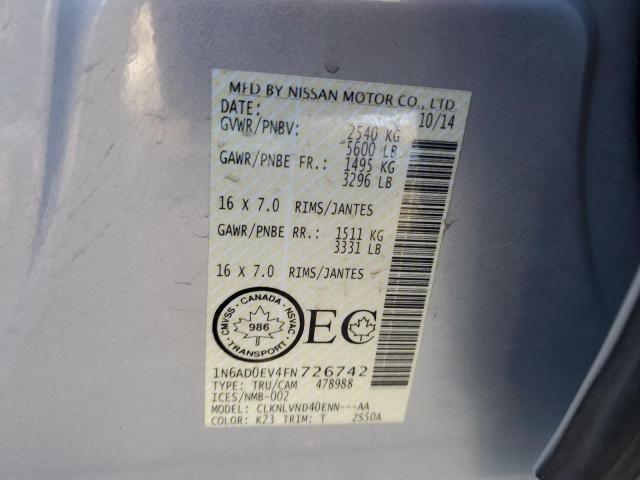 MFD BY NISSAN MOTOR CO., LTD.
DATE: 10/14
GVWR/PNBV: 2540 KG
5600 LB
GAWR/PNBE FR.: 1495 KG
3296 LB
16 X 7.0 RIMS/JANTES
GAWR/PNBE RR.: 1511 KG
3331 LB
16 X 7.0 RIMS/JANTES
CANADA
CMVSS 986 NSVAC
TRANSPORT
EC
1N6AD0EV4FN726742
TYPE: TRU/CAM 478988
ICES/NMB-002
MODEL: CLKNLVND40ENN---AA
COLOR: K23 TRIM: T 2S50A